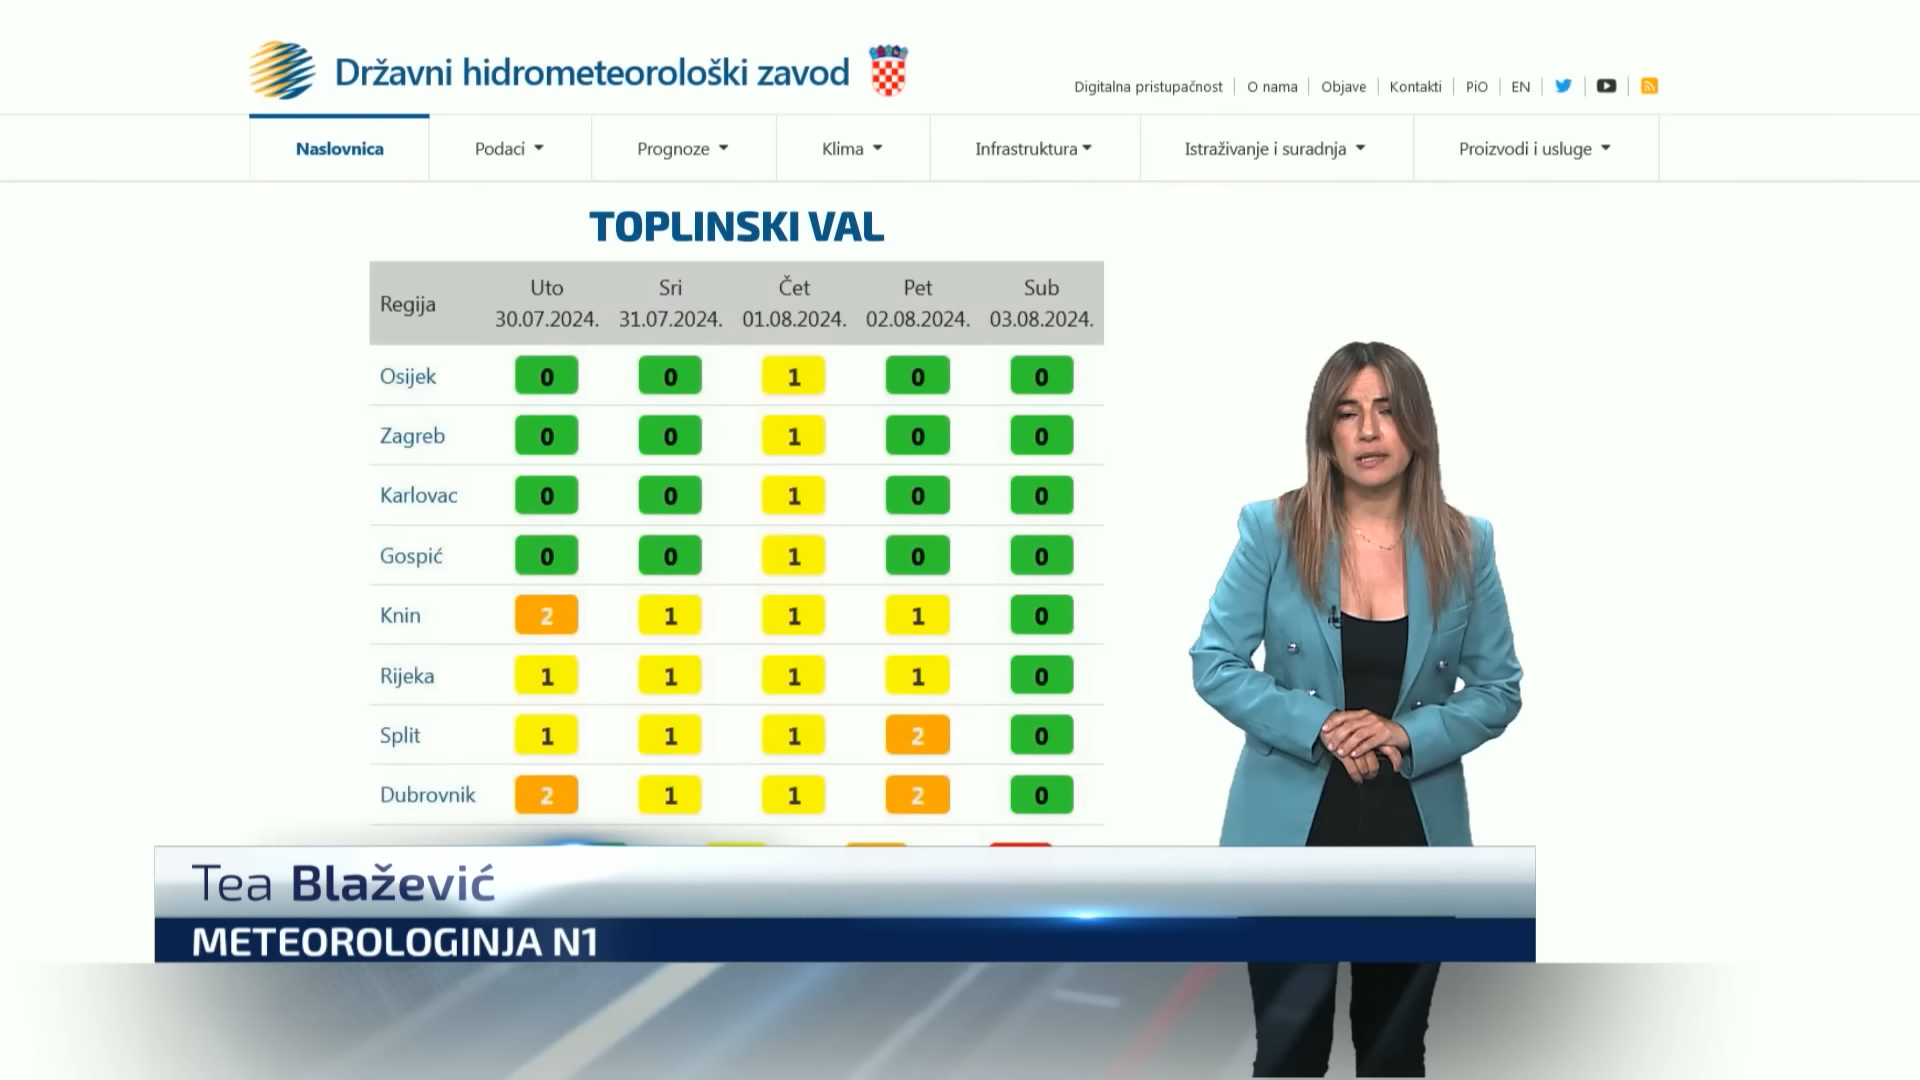 Državni hidrometeorološki zavod
Digitalna pristupačnost O nama Objave Kontakti PiO EN
Naslovnica Podaci Prognoze Klima Infrastruktura Istraživanje i suradnja Proizvodi i usluge
TOPLINSKI VAL
Regija Uto 30.07.2024. Sri 31.07.2024. Čet 01.08.2024. Pet 02.08.2024. Sub 03.08.2024.
Osijek 0 0 1 0 0
Zagreb 0 0 1 0 0
Karlovac 0 0 1 0 0
Gospić 0 0 1 0 0
Knin 2 1 1 1 0
Rijeka 1 1 1 1 0
Split 1 1 1 2 0
Dubrovnik 2 1 1 2 0
Tea Blažević
METEOROLOGINJA N1